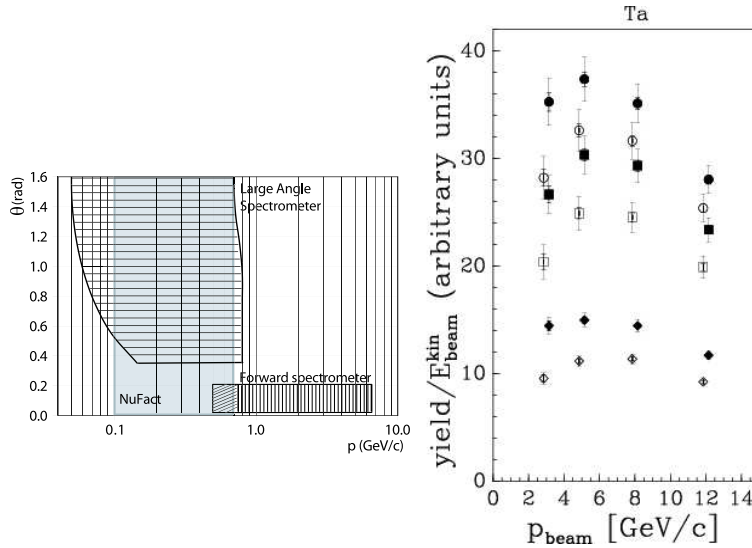 1.6
1.4
1.2
1.0
0.8
0.6
0.4
0.2
0.0
θ(rad)
Large Angle
Spectrometer
Forward spectrometer
NuFact
0.1
1.0
10.0
p (GeV/c)
Ta
yield/E_beam^kin (arbitrary units)
40
30
20
10
0
0 2 4 6 8 10 12 14
p_beam [GeV/c]